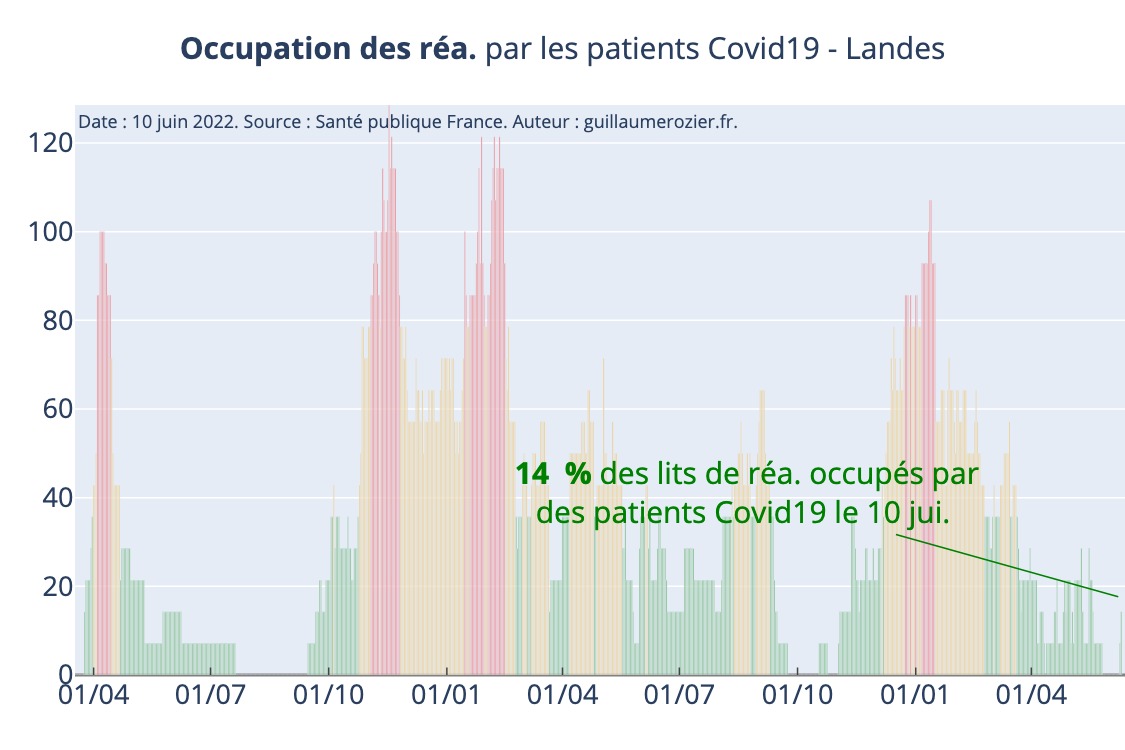 Occupation des réa. par les patients Covid19 - Landes
Date : 10 juin 2022. Source : Santé publique France. Auteur : guillaumerozier.fr.
120
100
80
60
40
20
0
14 % des lits de réa. occupés par
des patients Covid19 le 10 jui.
01/04 01/07 01/10 01/01 01/04 01/07 01/10 01/01 01/04